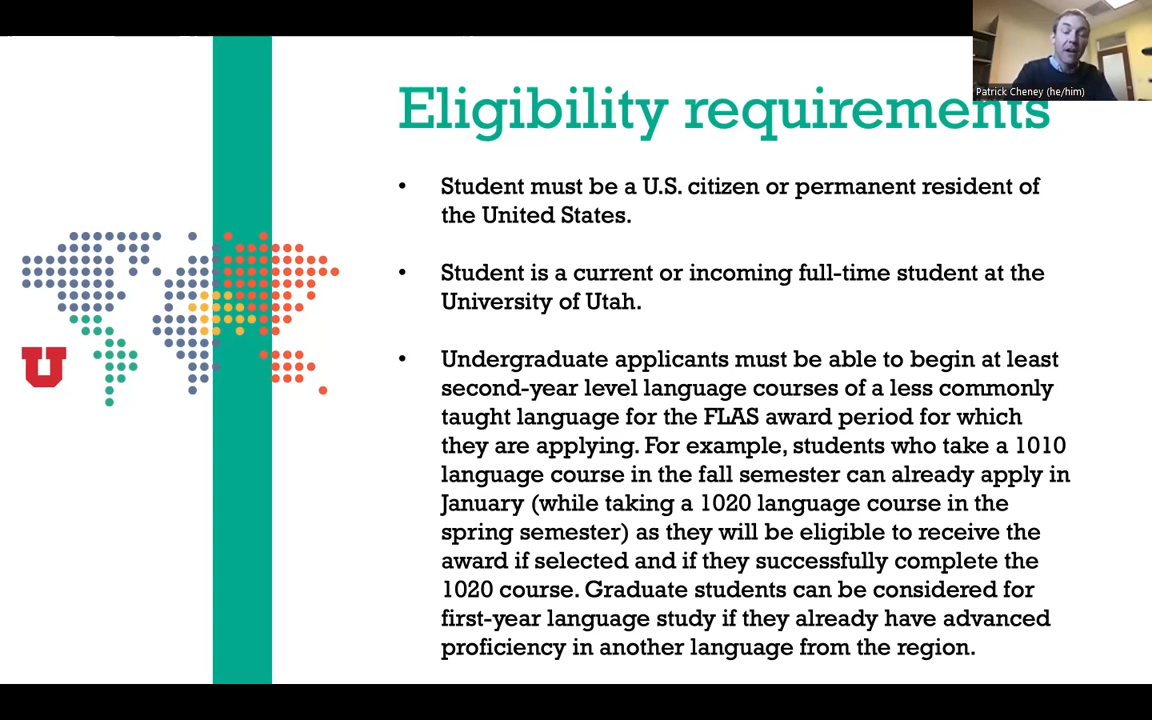 Patrick Cheney (he/him)
Eligibility requirements
• Student must be a U.S. citizen or permanent resident of
the United States.
• Student is a current or incoming full-time student at the
University of Utah.
• Undergraduate applicants must be able to begin at least
second-year level language courses of a less commonly
taught language for the FLAS award period for which
they are applying. For example, students who take a 1010
language course in the fall semester can already apply in
January (while taking a 1020 language course in the
spring semester) as they will be eligible to receive the
award if selected and if they successfully complete the
1020 course. Graduate students can be considered for
first-year language study if they already have advanced
proficiency in another language from the region.
U